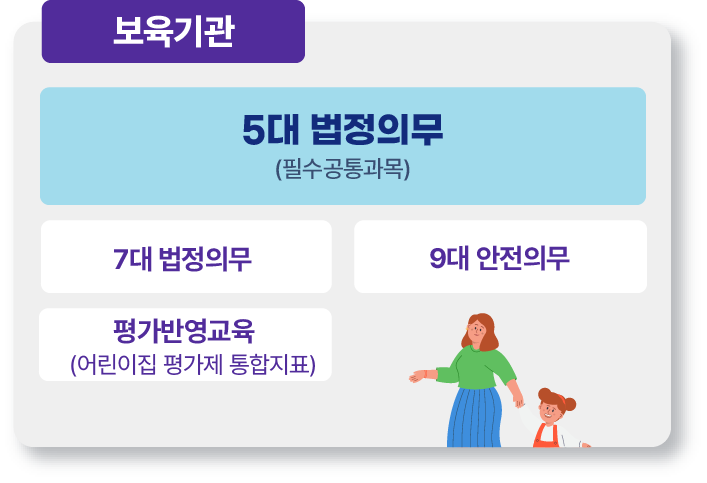 보육기관
5대 법정의무
(필수공통과목)
7대 법정의무
9대 안전의무
평가반영교육
(어린이집 평가제 통합지표)